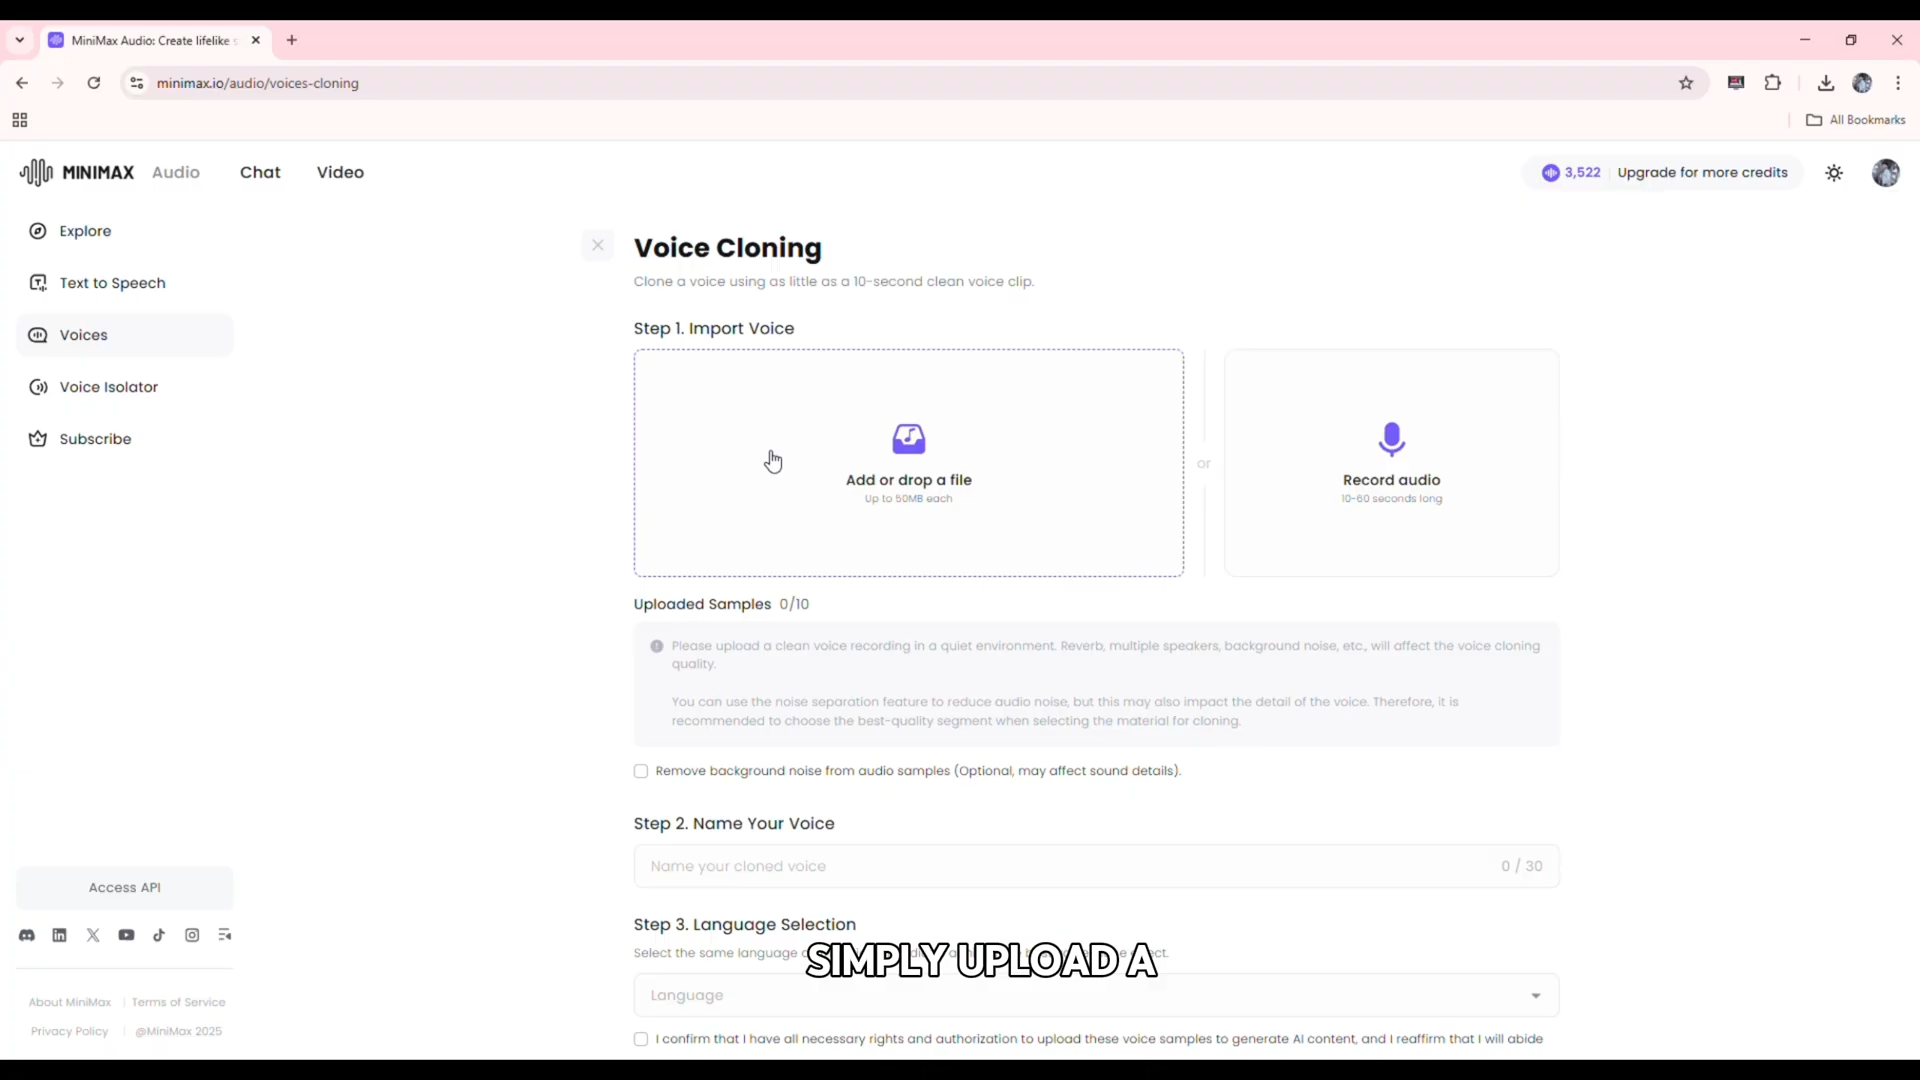 MiniMax Audio: Create lifelike s
minimax.io/audio/voices-cloning
All Bookmarks
MINIMAX Audio Chat Video
3,522 Upgrade for more credits
Explore
Text to Speech
Voices
Voice Isolator
Subscribe
Voice Cloning
Clone a voice using as little as a 10-second clean voice clip.
Step 1. Import Voice
Add or drop a file
Up to 50MB each
or
Record audio
10-60 seconds long
Uploaded Samples 0/10
Please upload a clean voice recording in a quiet environment. Reverb, multiple speakers, background noise, etc., will affect the voice cloning
quality.
You can use the noise separation feature to reduce audio noise, but this may also impact the detail of the voice. Therefore, it is
recommended to choose the best-quality segment when selecting the material for cloning.
Remove background noise from audio samples (Optional, may affect sound details).
Step 2. Name Your Voice
Name your cloned voice 0 / 30
Step 3. Language Selection
Select the same language
SIMPLY UPLOAD A
Language
I confirm that I have all necessary rights and authorization to upload these voice samples to generate AI content, and I reaffirm that I will abide
Access API
About MiniMax Terms of Service
Privacy Policy @MiniMax 2025